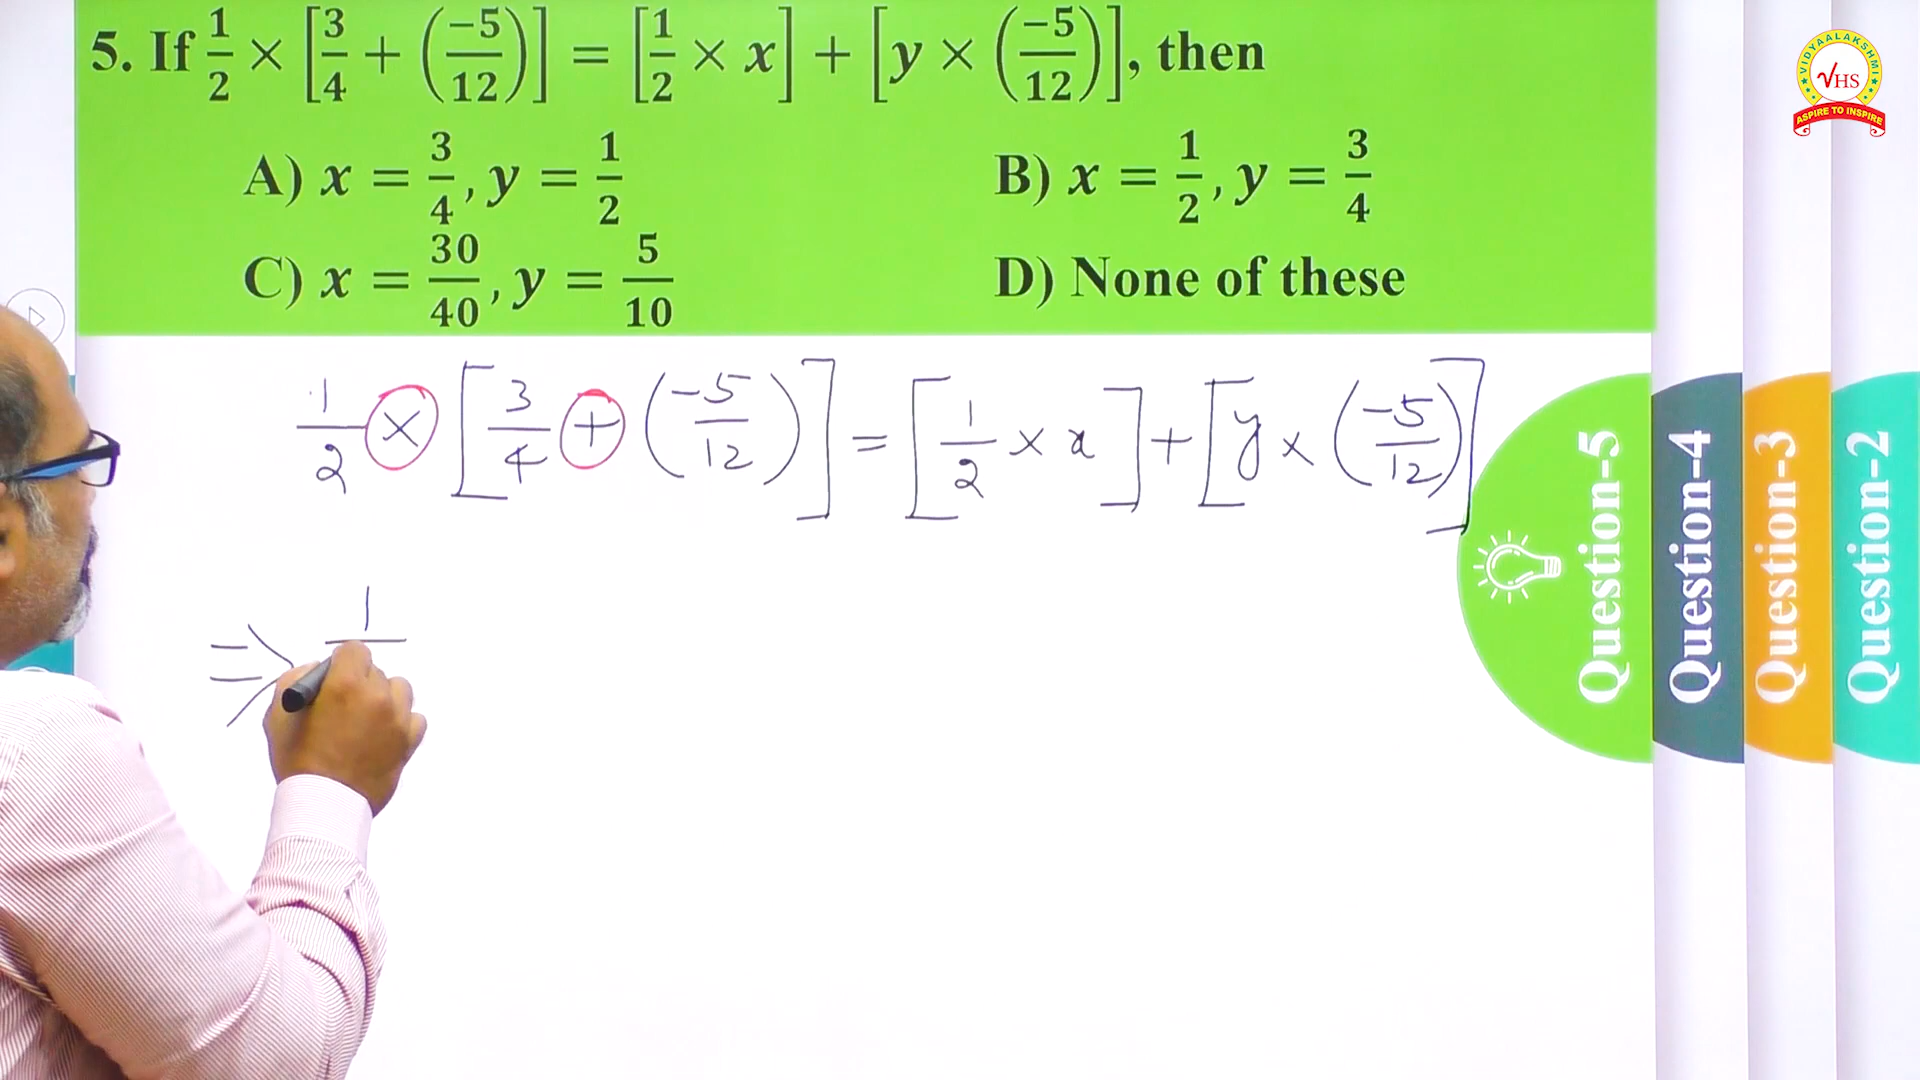 5. If 1/2 × [3/4 + (−5/12)] = [1/2 × x] + [y × (−5/12)], then
A) x = 3/4, y = 1/2
B) x = 1/2, y = 3/4
C) x = 30/40, y = 5/10
D) None of these
1/2 × [3/4 + (−5/12)] = [1/2 × x] + [y × (−5/12)]
⇒ 1
VIDYAALAKSHMI
√HS
ASPIRE TO INSPIRE
Question-5
Question-4
Question-3
Question-2